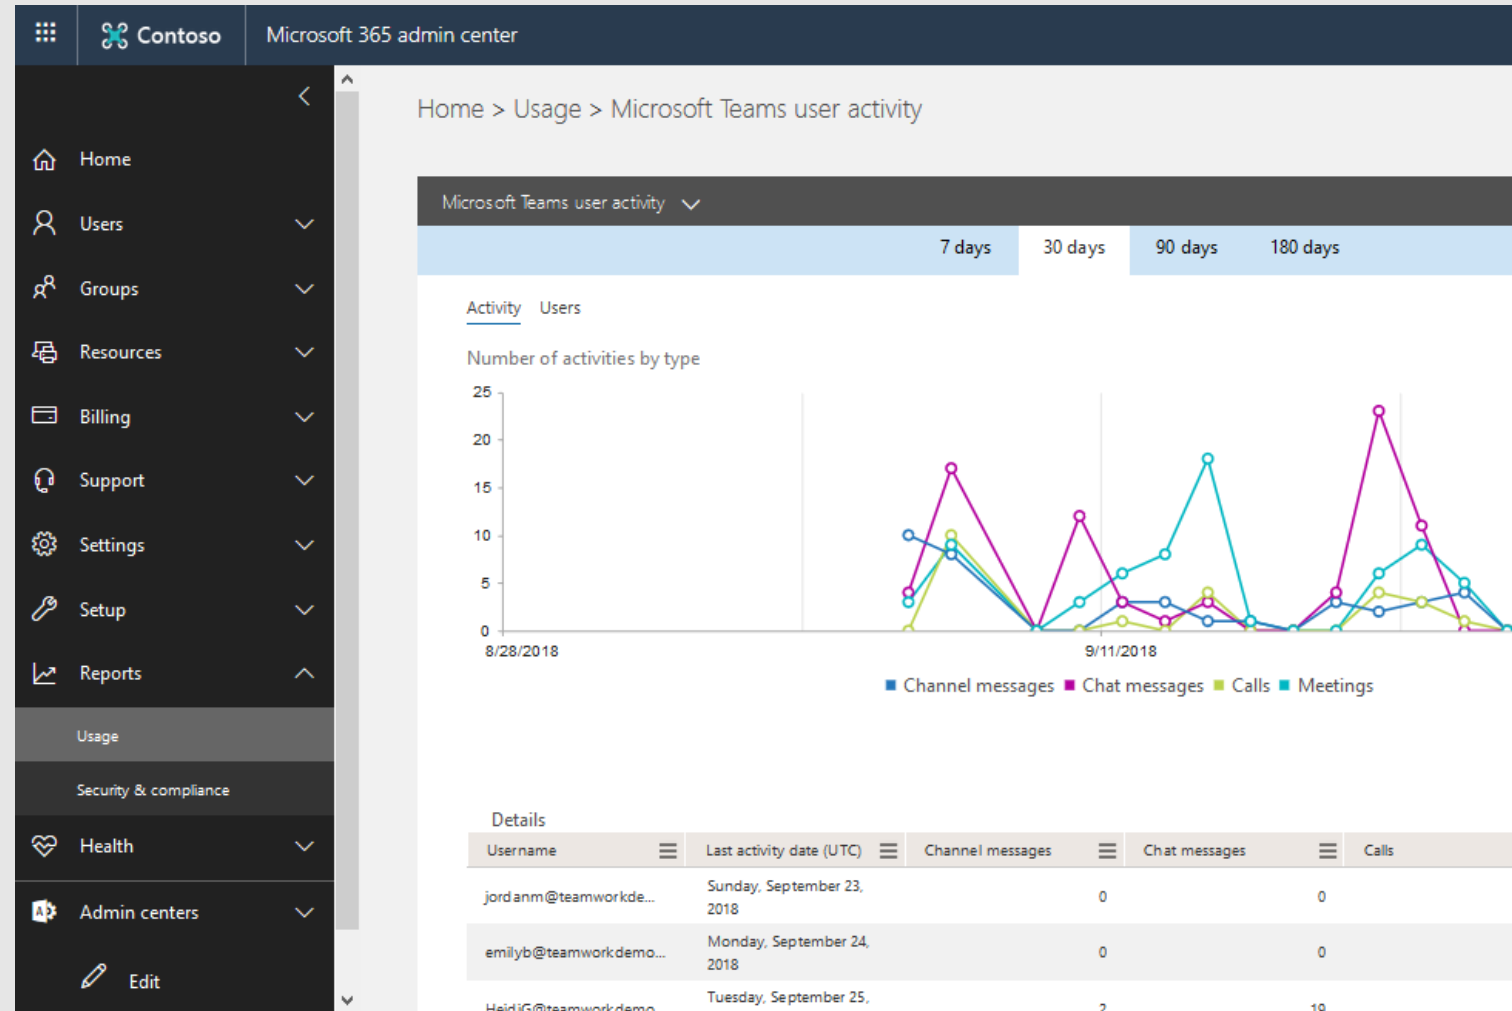 Contoso
Microsoft 365 admin center
Home > Usage > Microsoft Teams user activity
Home
Users
Groups
Resources
Billing
Support
Settings
Setup
Reports
Usage
Security & compliance
Health
Admin centers
Edit
Microsoft Teams user activity
7 days 30 days 90 days 180 days
Activity Users
Number of activities by type
25
20
15
10
5
0
8/28/2018 9/11/2018
Channel messages Chat messages Calls Meetings
Details
Username Last activity date (UTC) Channel messages Chat messages Calls
jordanm@teamworkde... Sunday, September 23, 0 0
2018
emilyb@teamworkdemo... Monday, September 24, 0 0
2018
HeidiG@teamworkdemo Tuesday, September 25, 2 19